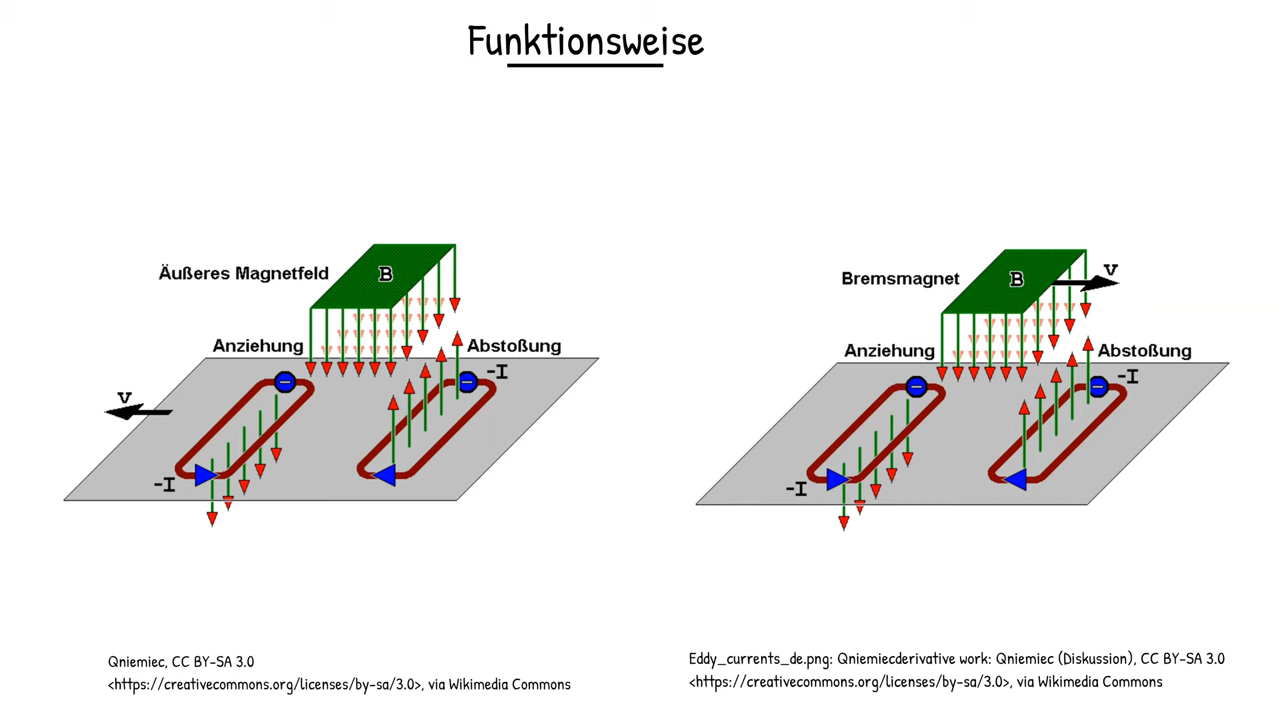 Funktionsweise
Äußeres Magnetfeld
B
Anziehung
Abstoßung
-I
V
-I
Qniemiec, CC BY-SA 3.0
<https://creativecommons.org/licenses/by-sa/3.0>, via Wikimedia Commons
Bremsmagnet
B
V
Anziehung
Abstoßung
-I
-I
Eddy_currents_de.png: Qniemiecderivative work: Qniemiec (Diskussion), CC BY-SA 3.0
<https://creativecommons.org/licenses/by-sa/3.0>, via Wikimedia Commons